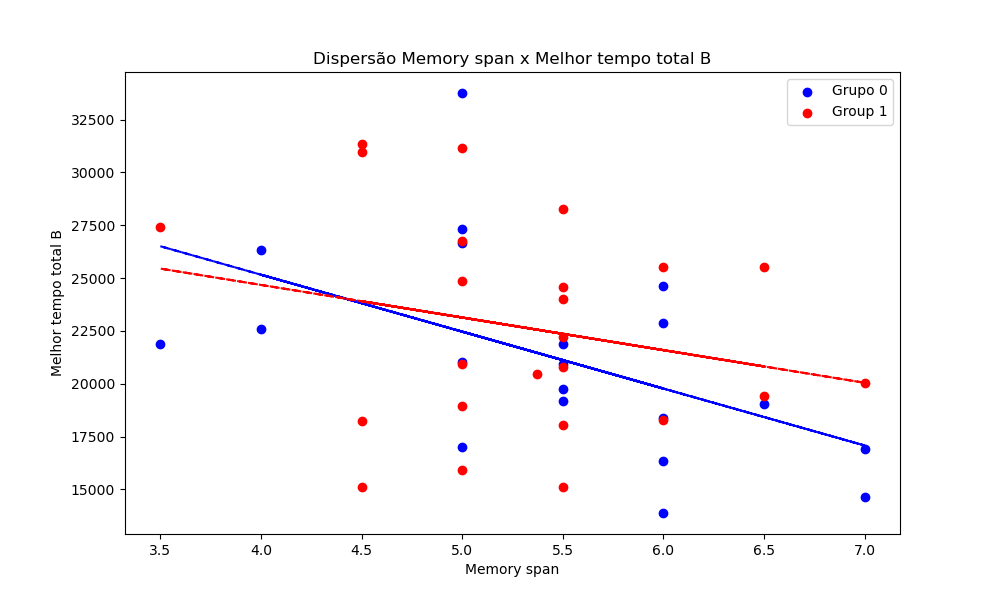 Dispersão Memory span x Melhor tempo total B
Grupo 0
Group 1
Melhor tempo total B
32500
30000
27500
25000
22500
20000
17500
15000
3.5 4.0 4.5 5.0 5.5 6.0 6.5 7.0
Memory span